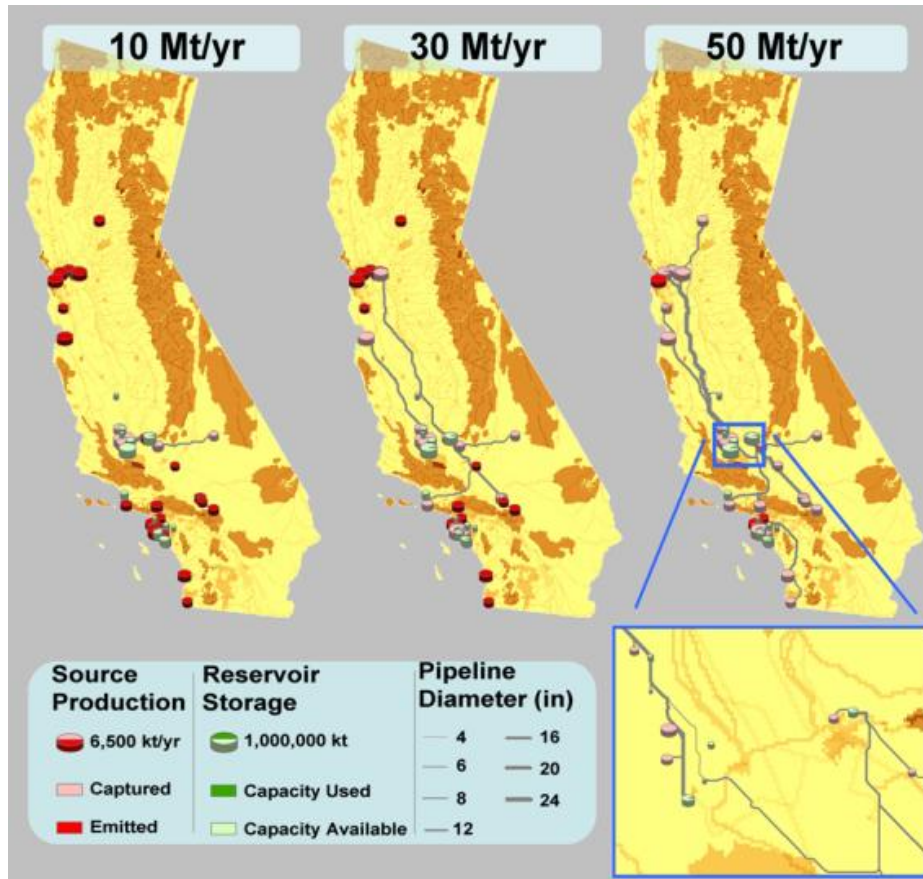 10 Mt/yr
30 Mt/yr
50 Mt/yr
Source
Production
6,500 kt/yr
Captured
Emitted
Reservoir
Storage
1,000,000 kt
Capacity Used
Capacity Available
Pipeline
Diameter (in)
4
6
8
12
16
20
24